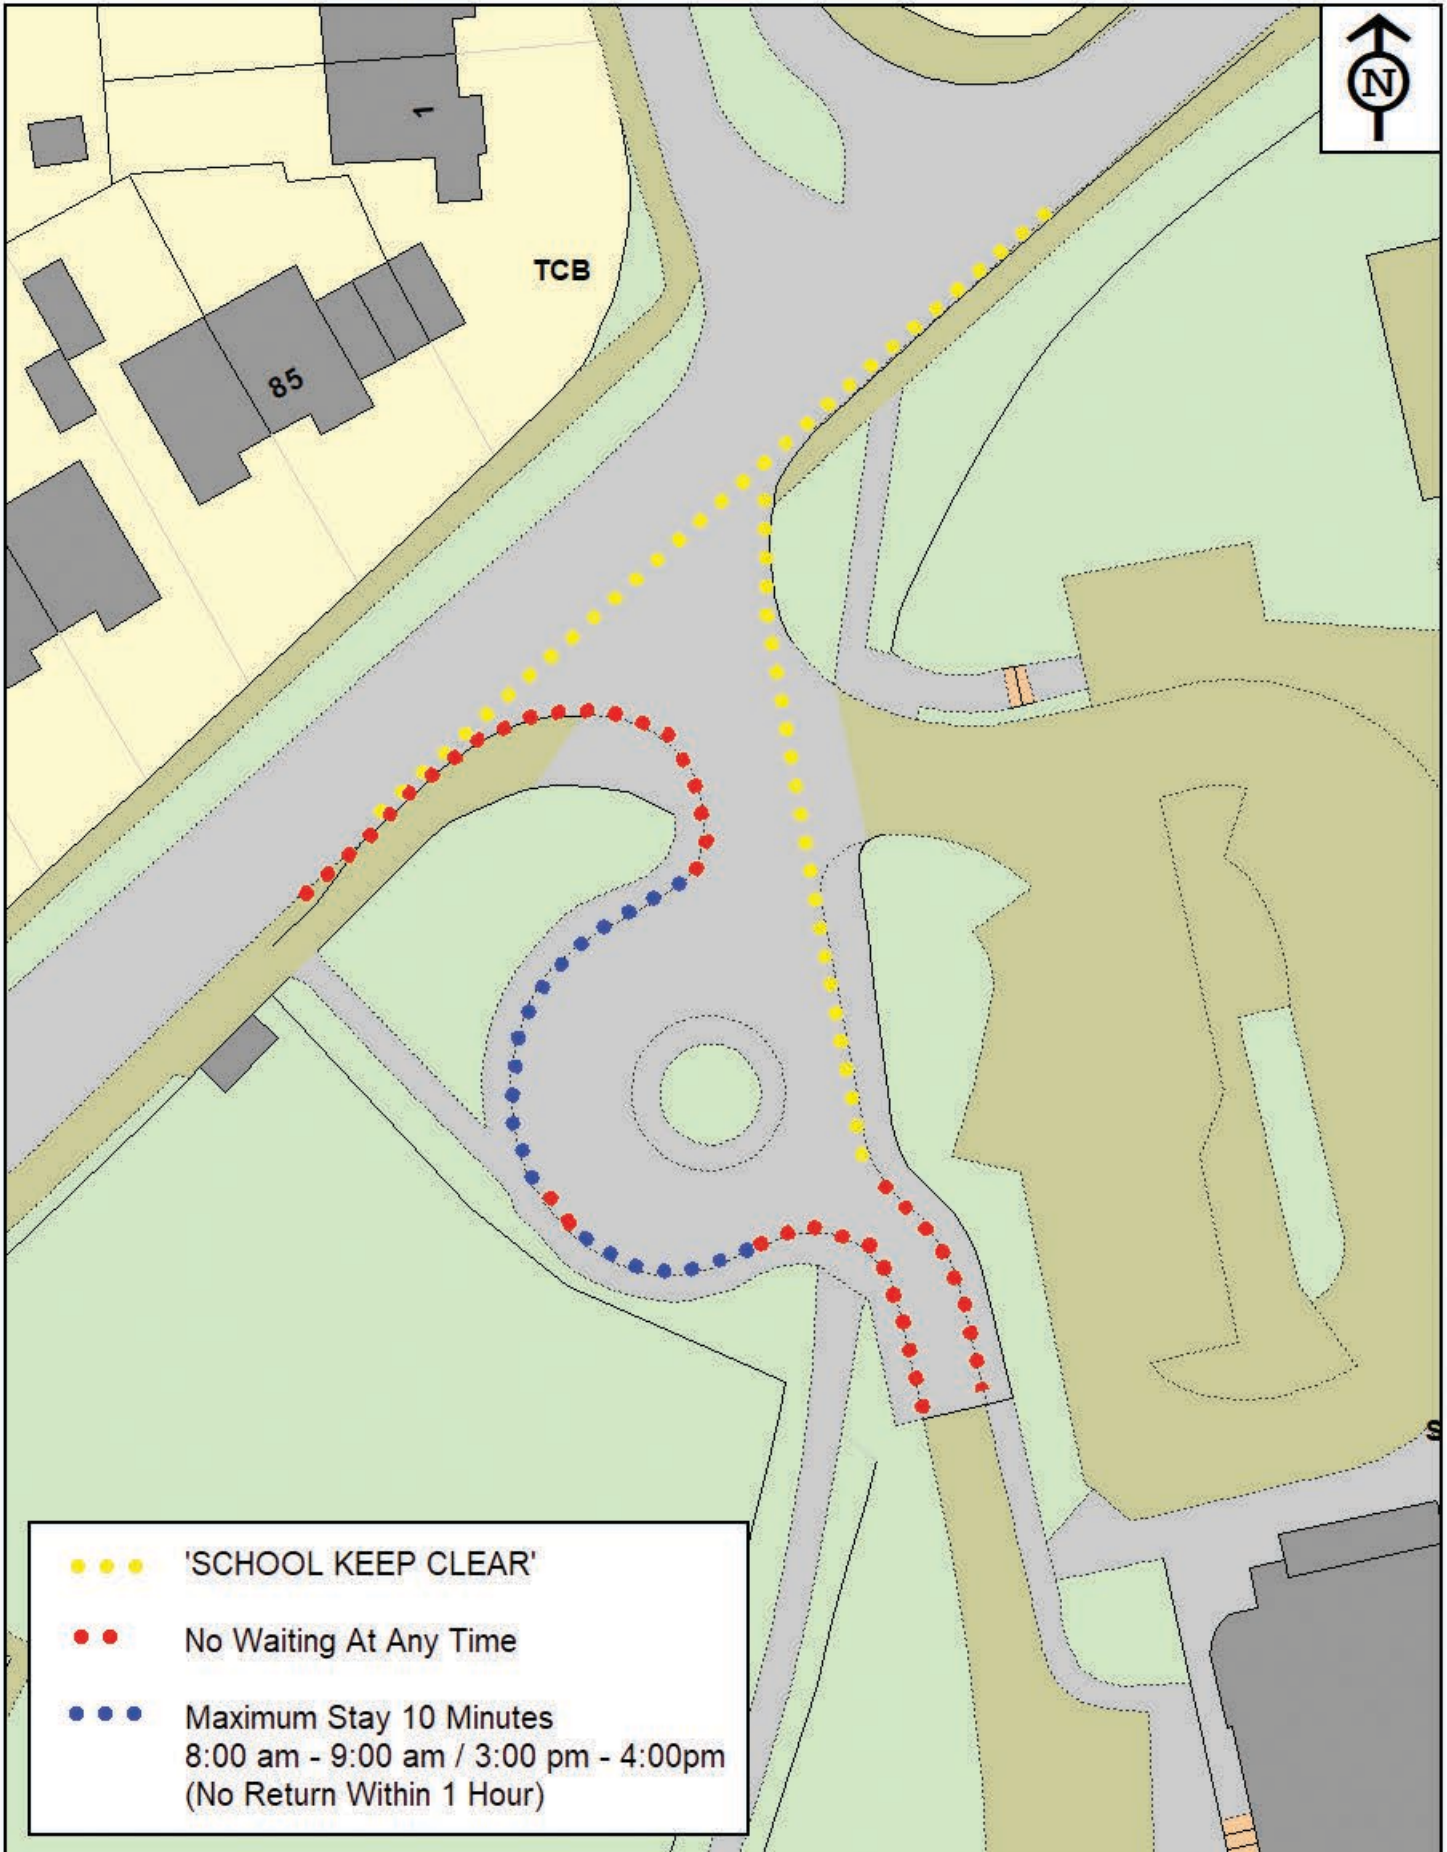 N
1
TCB
85
S
'SCHOOL KEEP CLEAR'
No Waiting At Any Time
Maximum Stay 10 Minutes
8:00 am - 9:00 am / 3:00 pm - 4:00pm
(No Return Within 1 Hour)